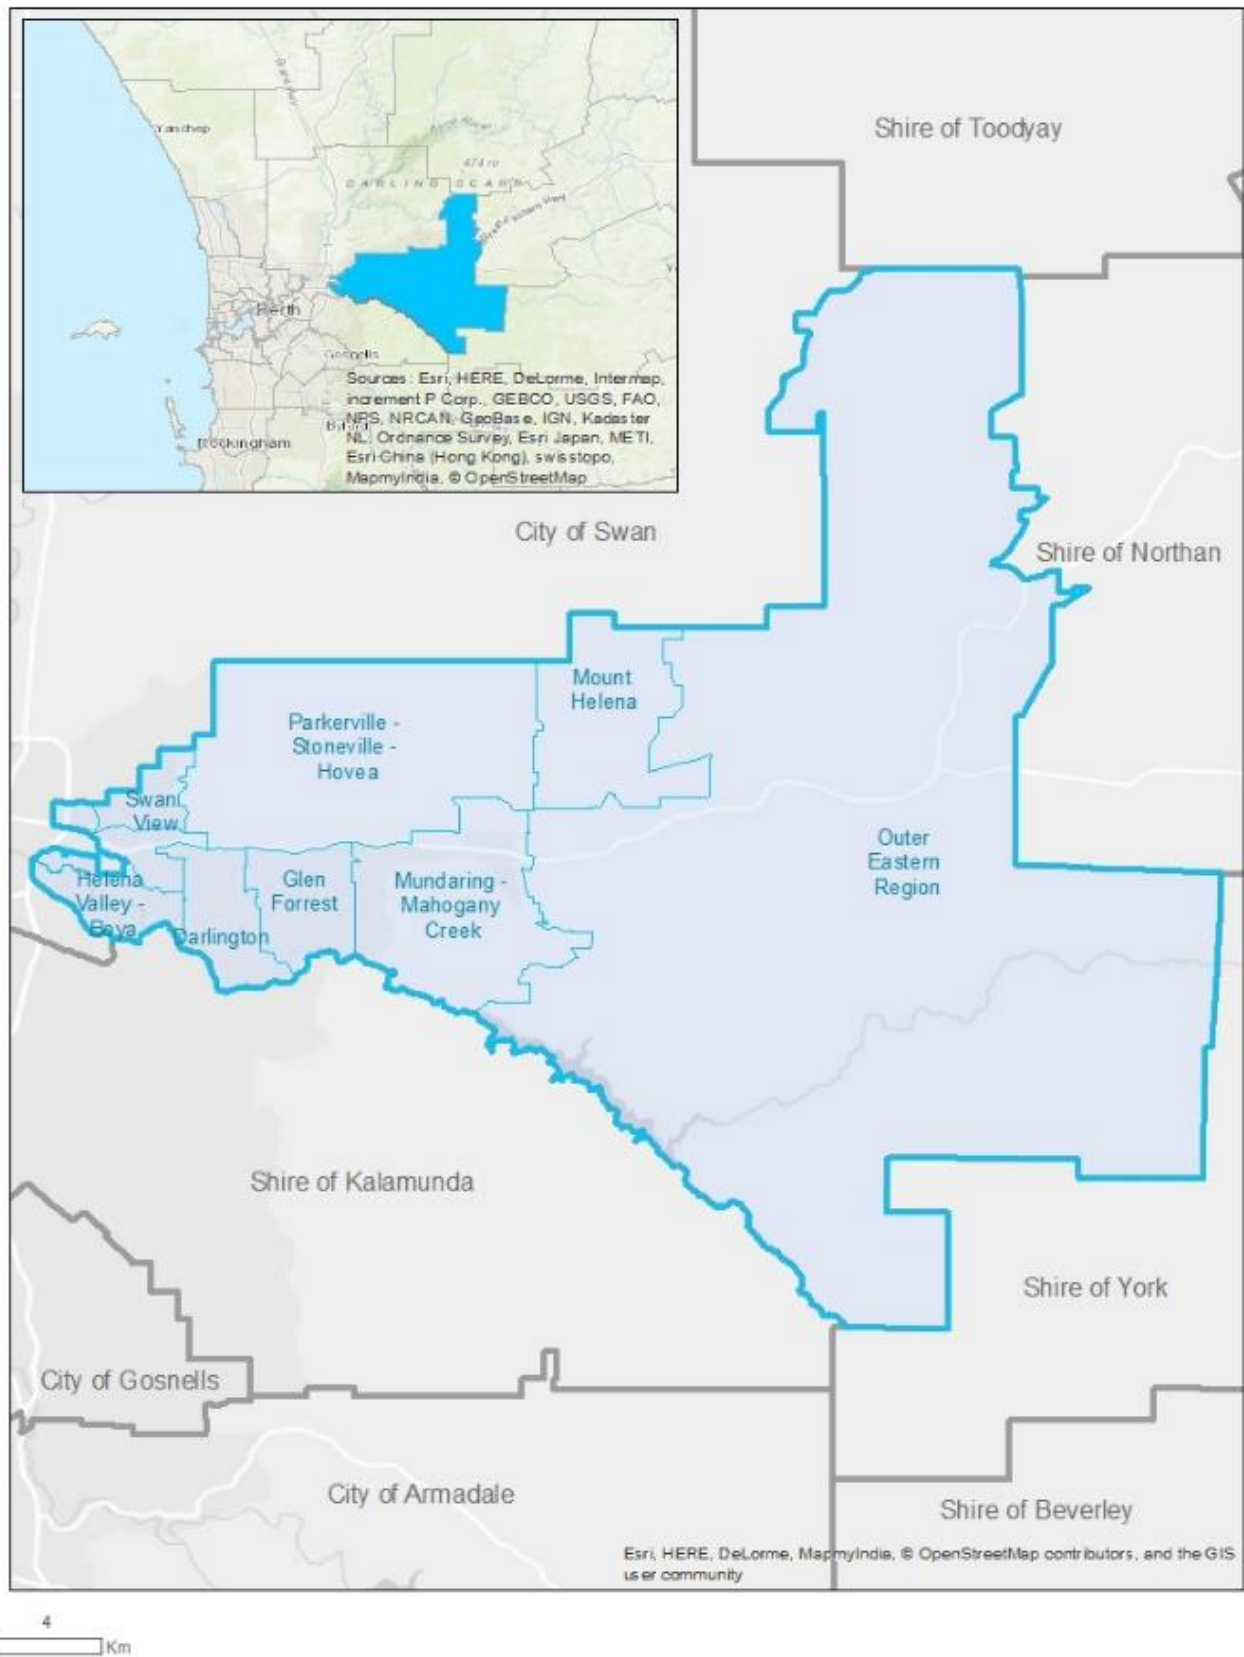 Yanchep
474 m
DARLING SCARP
Perth
Gosnells
Rockingham
Sources: Esri, HERE, DeLorme, Intermap,
increment P Corp., GEBCO, USGS, FAO,
NPS, NRCAN, GeoBase, IGN, Kadaster
NL, Ordnance Survey, Esri Japan, METI,
Esri China (Hong Kong), swisstopo,
MapmyIndia, © OpenStreetMap
Shire of Toodyay
City of Swan
Shire of Northan
Mount
Helena
Parkerville -
Stoneville -
Hovea
Swan
View
Outer
Eastern
Region
Helena
Valley -
Boya
Darlington
Glen
Forrest
Mundaring -
Mahogany
Creek
Shire of Kalamunda
Shire of York
City of Gosnells
City of Armadale
Shire of Beverley
Esri, HERE, DeLorme, MapmyIndia, © OpenStreetMap contributors, and the GIS
user community
4
Km